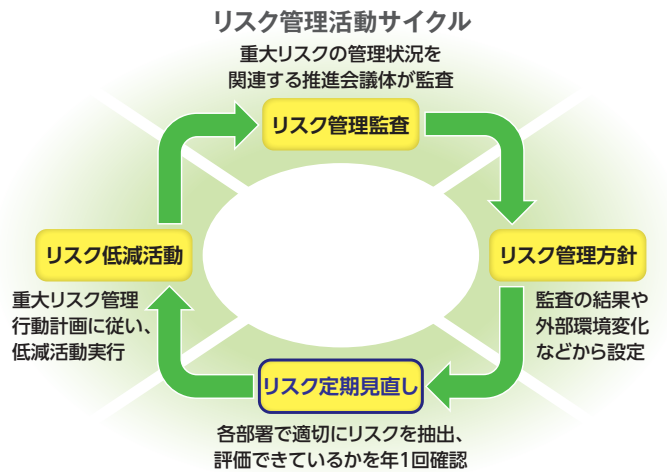 リスク管理活動サイクル
重大リスクの管理状況を
関連する推進会議体が監査
リスク管理監査
リスク低減活動
重大リスク管理
行動計画に従い、
低減活動実行
リスク管理方針
監査の結果や
外部環境変化
などから設定
リスク定期見直し
各部署で適切にリスクを抽出、
評価できているかを年1回確認